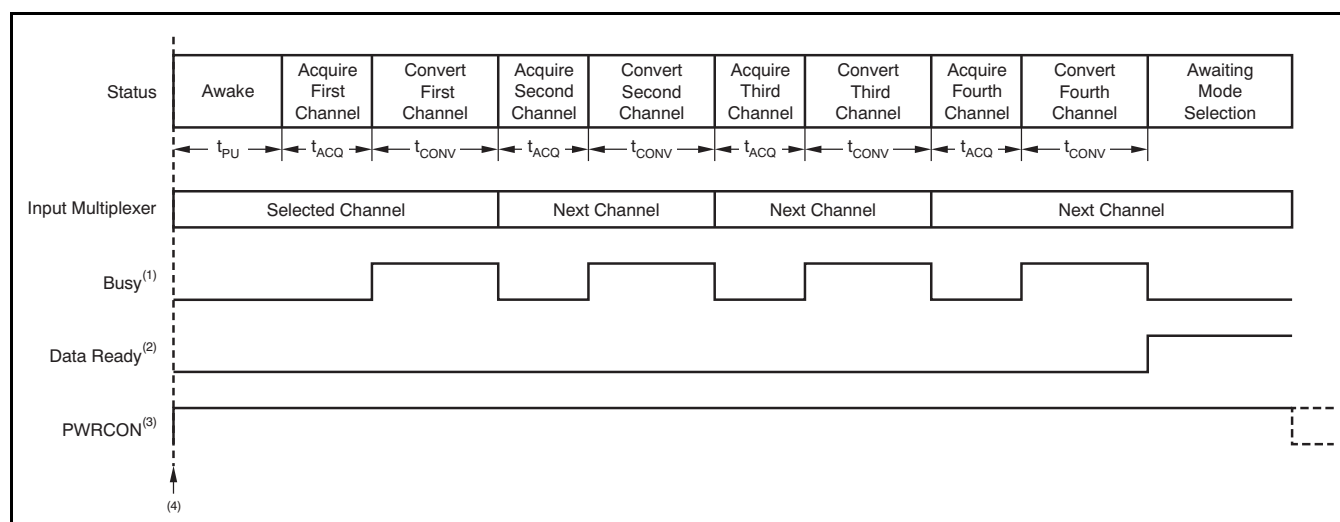 Status
Awake
Acquire
First
Channel
Convert
First
Channel
Acquire
Second
Channel
Convert
Second
Channel
Acquire
Third
Channel
Convert
Third
Channel
Acquire
Fourth
Channel
Convert
Fourth
Channel
Awaiting
Mode
Selection
tPU tACQ tCONV tACQ tCONV tACQ tCONV tACQ tCONV
Input Multiplexer Selected Channel Next Channel Next Channel Next Channel
Busy(1)
Data Ready(2)
PWRCON(3)
(4)